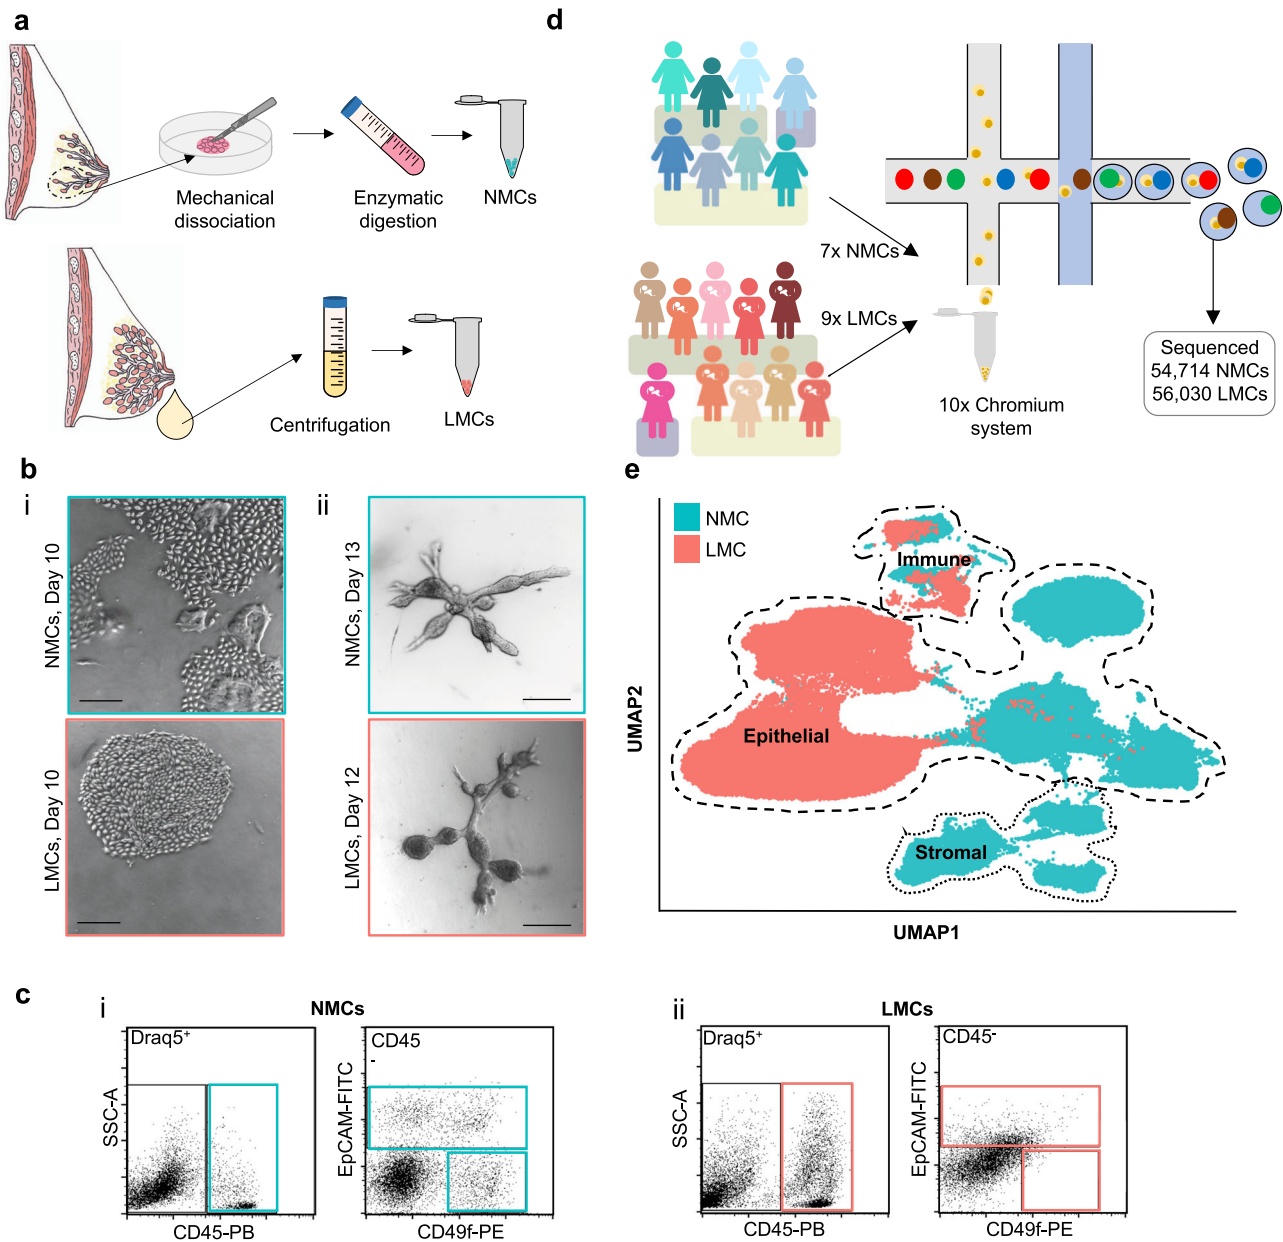 a
Mechanical
dissociation
Enzymatic
digestion
NMCs
Centrifugation
LMCs
b
i
ii
NMCs, Day 10
NMCs, Day 13
LMCs, Day 10
LMCs, Day 12
c
i
NMCs
Draq5+
SSC-A
CD45-PB
CD45
-
EpCAM-FITC
CD49f-PE
ii
LMCs
Draq5+
SSC-A
CD45-PB
CD45-
EpCAM-FITC
CD49f-PE
d
7x NMCs
9x LMCs
10x Chromium
system
Sequenced
54,714 NMCs
56,030 LMCs
e
NMC
LMC
Immune
Epithelial
Stromal
UMAP2
UMAP1